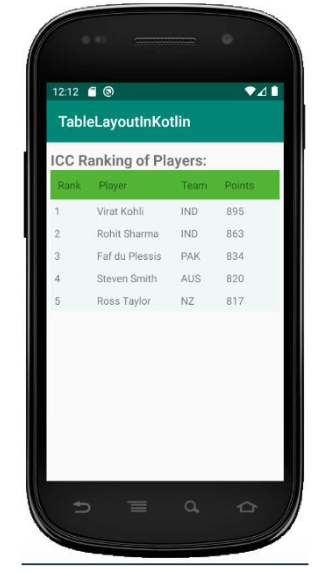 12:12
TableLayoutInKotlin
ICC Ranking of Players:
Rank Player Team Points
1 Virat Kohli IND 895
2 Rohit Sharma IND 863
3 Faf du Plessis PAK 834
4 Steven Smith AUS 820
5 Ross Taylor NZ 817